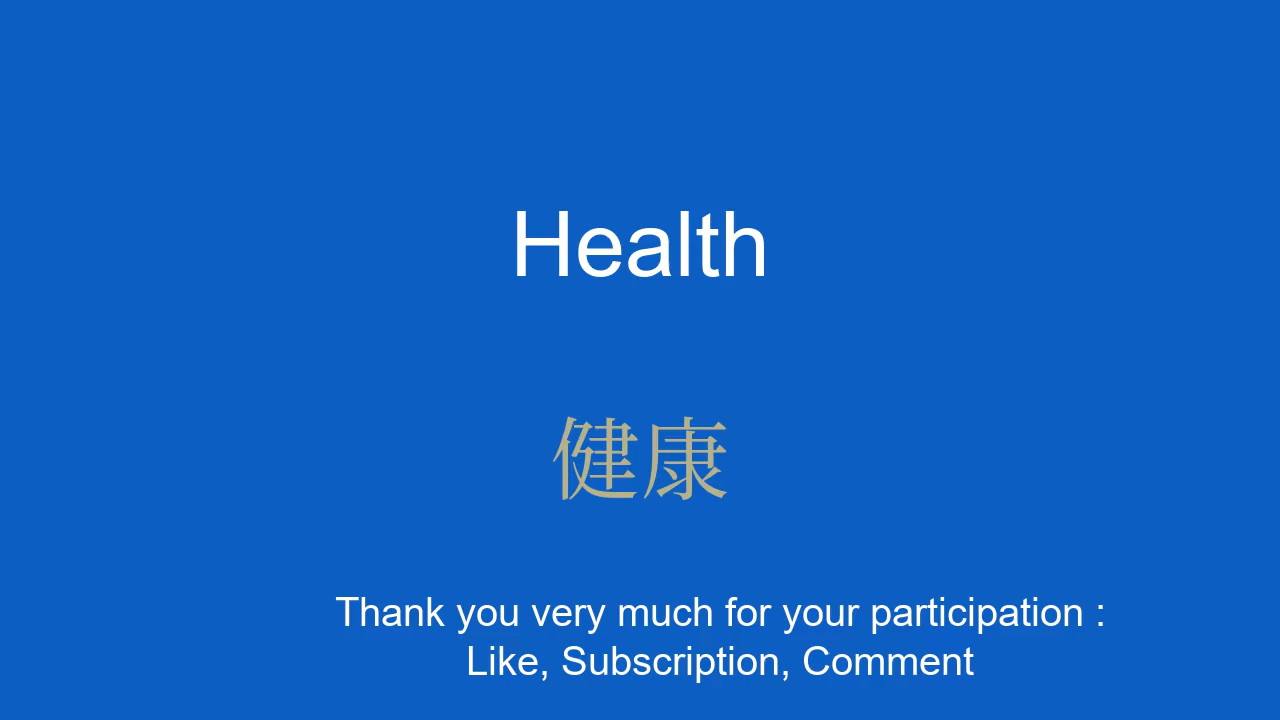 Health
健康
Thank you very much for your participation :
Like, Subscription, Comment